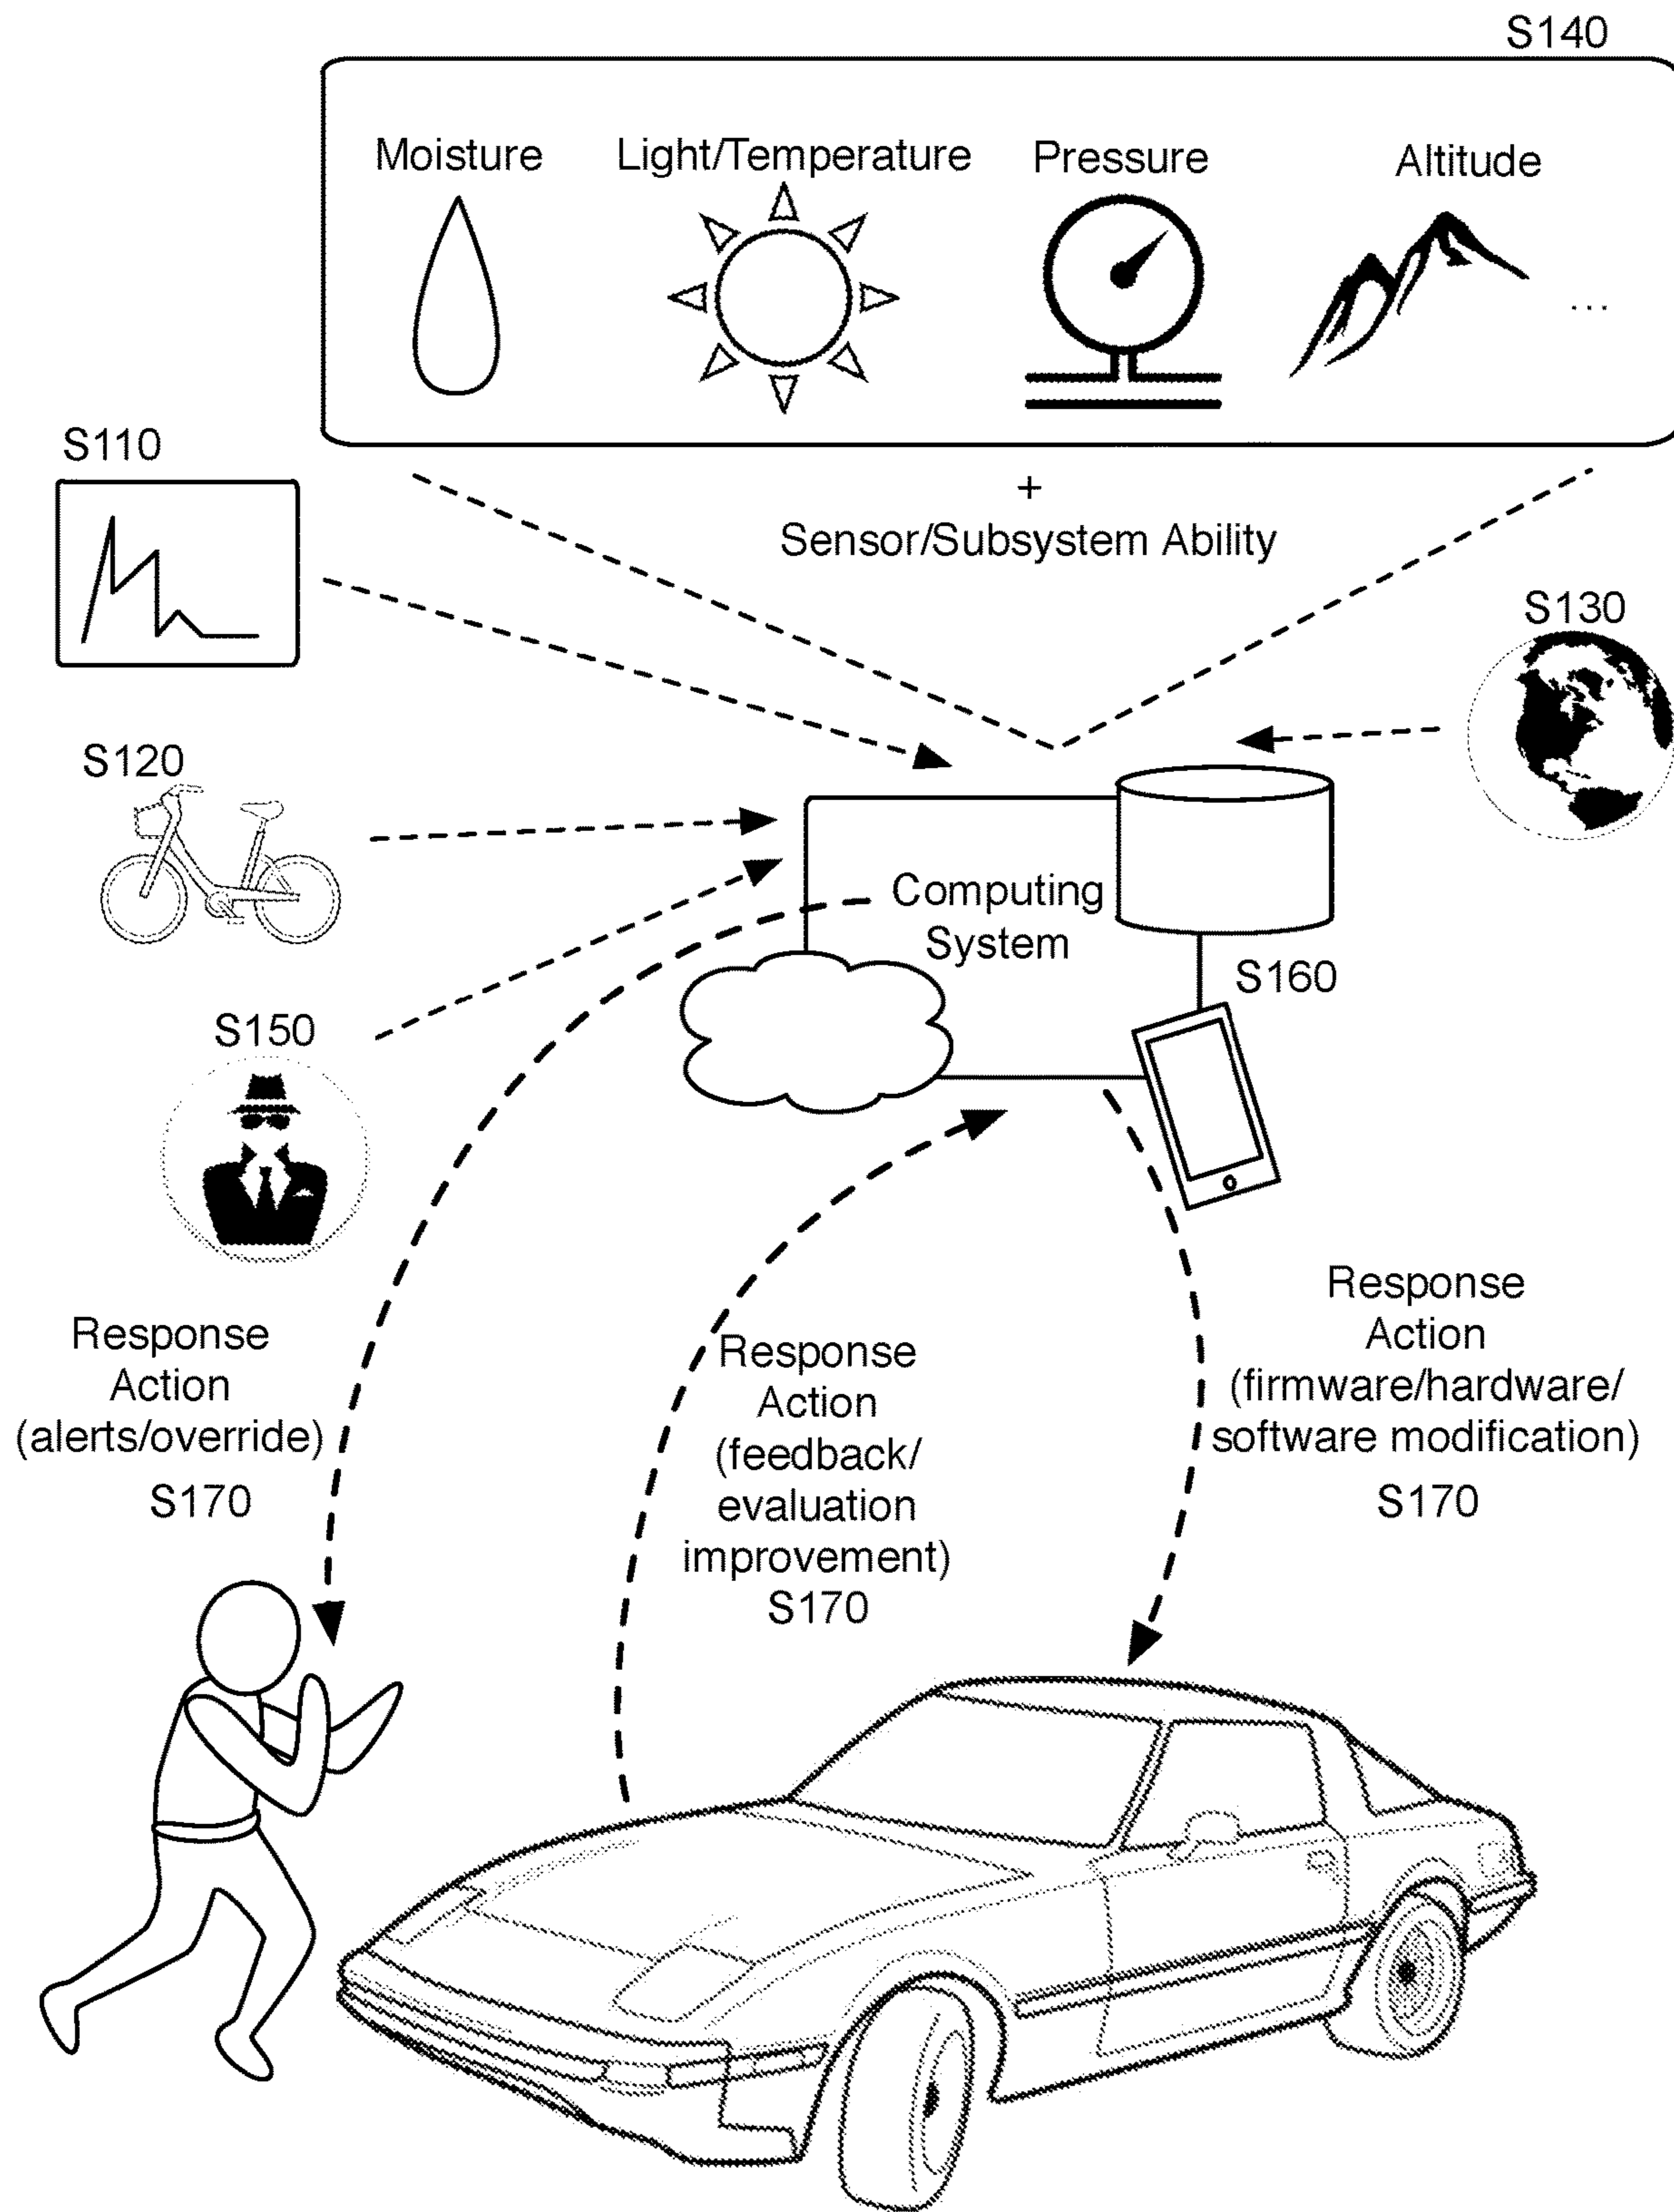 S140
Moisture
Light/Temperature
Pressure
Altitude
...
S110
+
Sensor/Subsystem Ability
S130
S120
Computing
System
S160
S150
Response
Action
(alerts/override)
S170
Response
Action
(feedback/
evaluation
improvement)
S170
Response
Action
(firmware/hardware/
software modification)
S170